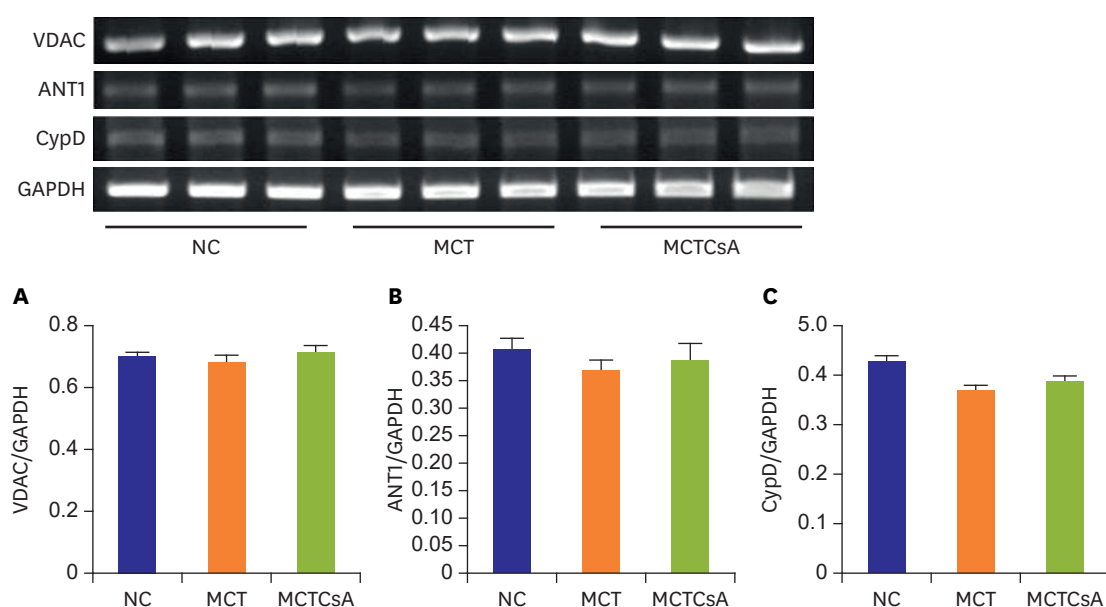 VDAC
ANT1
CypD
GAPDH
NC MCT MCTCsA
A
0.8
0.6
0.4
0.2
0
VDAC/GAPDH
NC MCT MCTCsA
B
0.45
0.40
0.35
0.30
0.25
0.20
0.15
0.10
0.05
0
ANT1/GAPDH
NC MCT MCTCsA
C
5.0
0.4
0.3
0.2
0.1
0
CypD/GAPDH
NC MCT MCTCsA